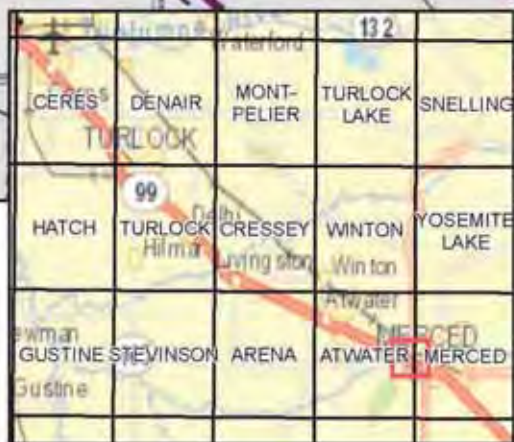 132
Waterford
CERES DENAIR MONT-PELIER TURLOCK LAKE SNELLING
TURLOCK
99
Delhi
HATCH TURLOCK CRESSEY WINTON YOSEMITE LAKE
Hilmar
Livingston
Winton
Atwater
ewman
MERCED
GUSTINE STEVINSON ARENA ATWATER MERCED
Gustine